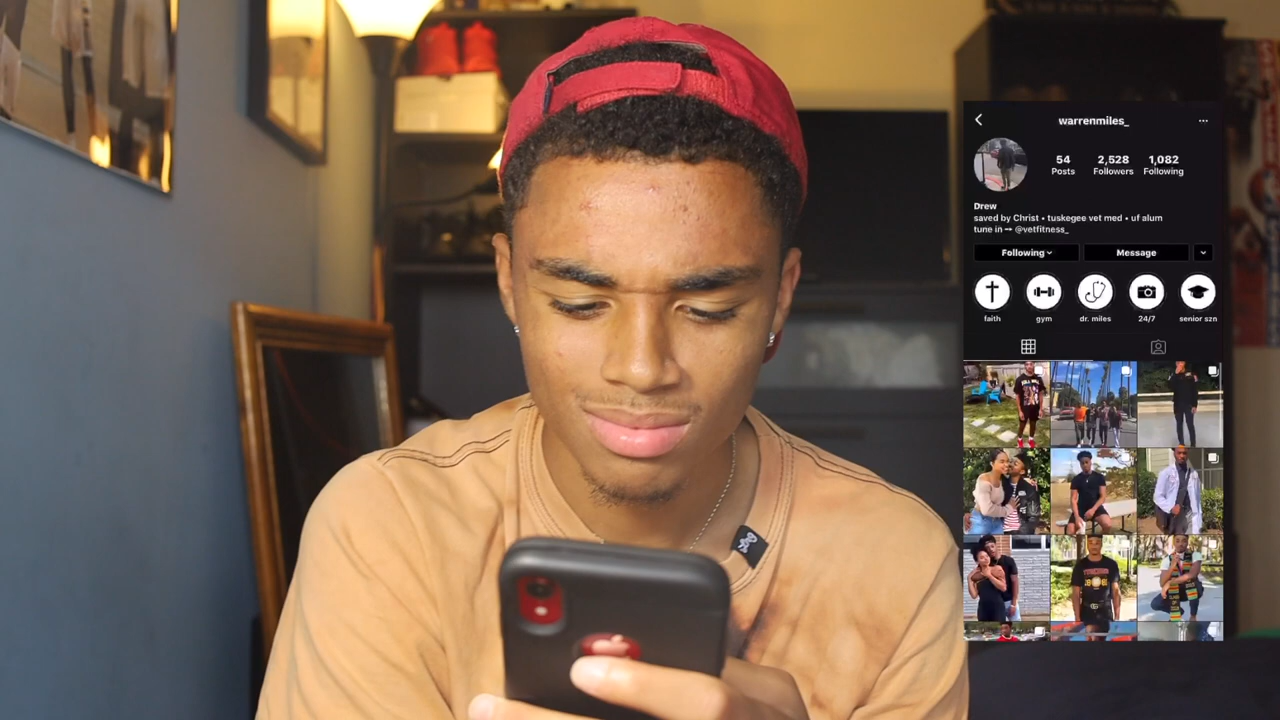 warrenmiles_
54
2,528
1,082
Posts
Followers
Following
Drew
saved by Christ • tuskegee vet med • uf alum
tune in ➙ @vetfitness_
Following
Message
faith
gym
dr. miles
24/7
senior szn